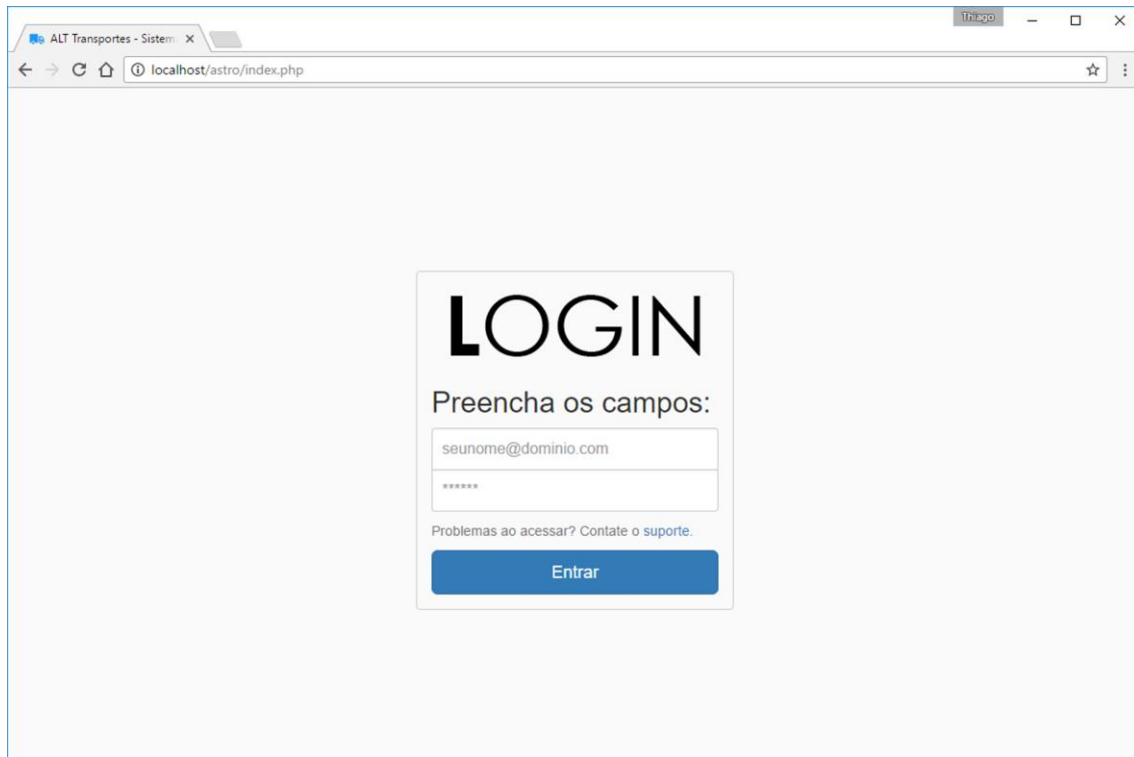 Thiago
ALT Transportes - Sistem
localhost/astro/index.php
LOGIN
Preencha os campos:
seunome@dominio.com
******
Problemas ao acessar? Contate o suporte.
Entrar